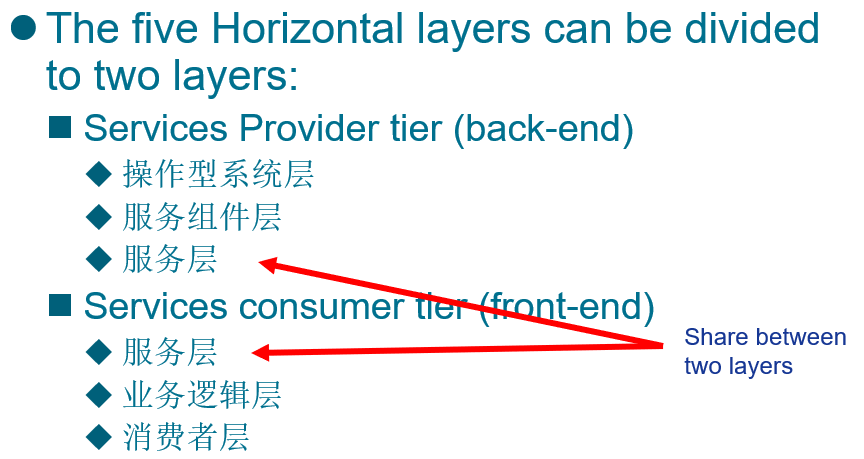 The five Horizontal layers can be divided
to two layers:
Services Provider tier (back-end)
操作型系统层
服务组件层
服务层
Services consumer tier (front-end)
服务层
业务逻辑层
消费者层
Share between
two layers